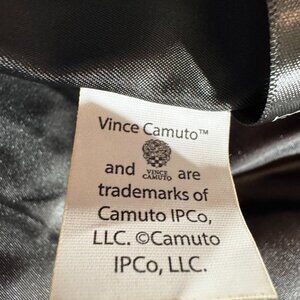 Vince Camuto™
and VINCE CAMUTO are
trademarks of
Camuto IPCo,
LLC. ©Camuto
IPCo, LLC.